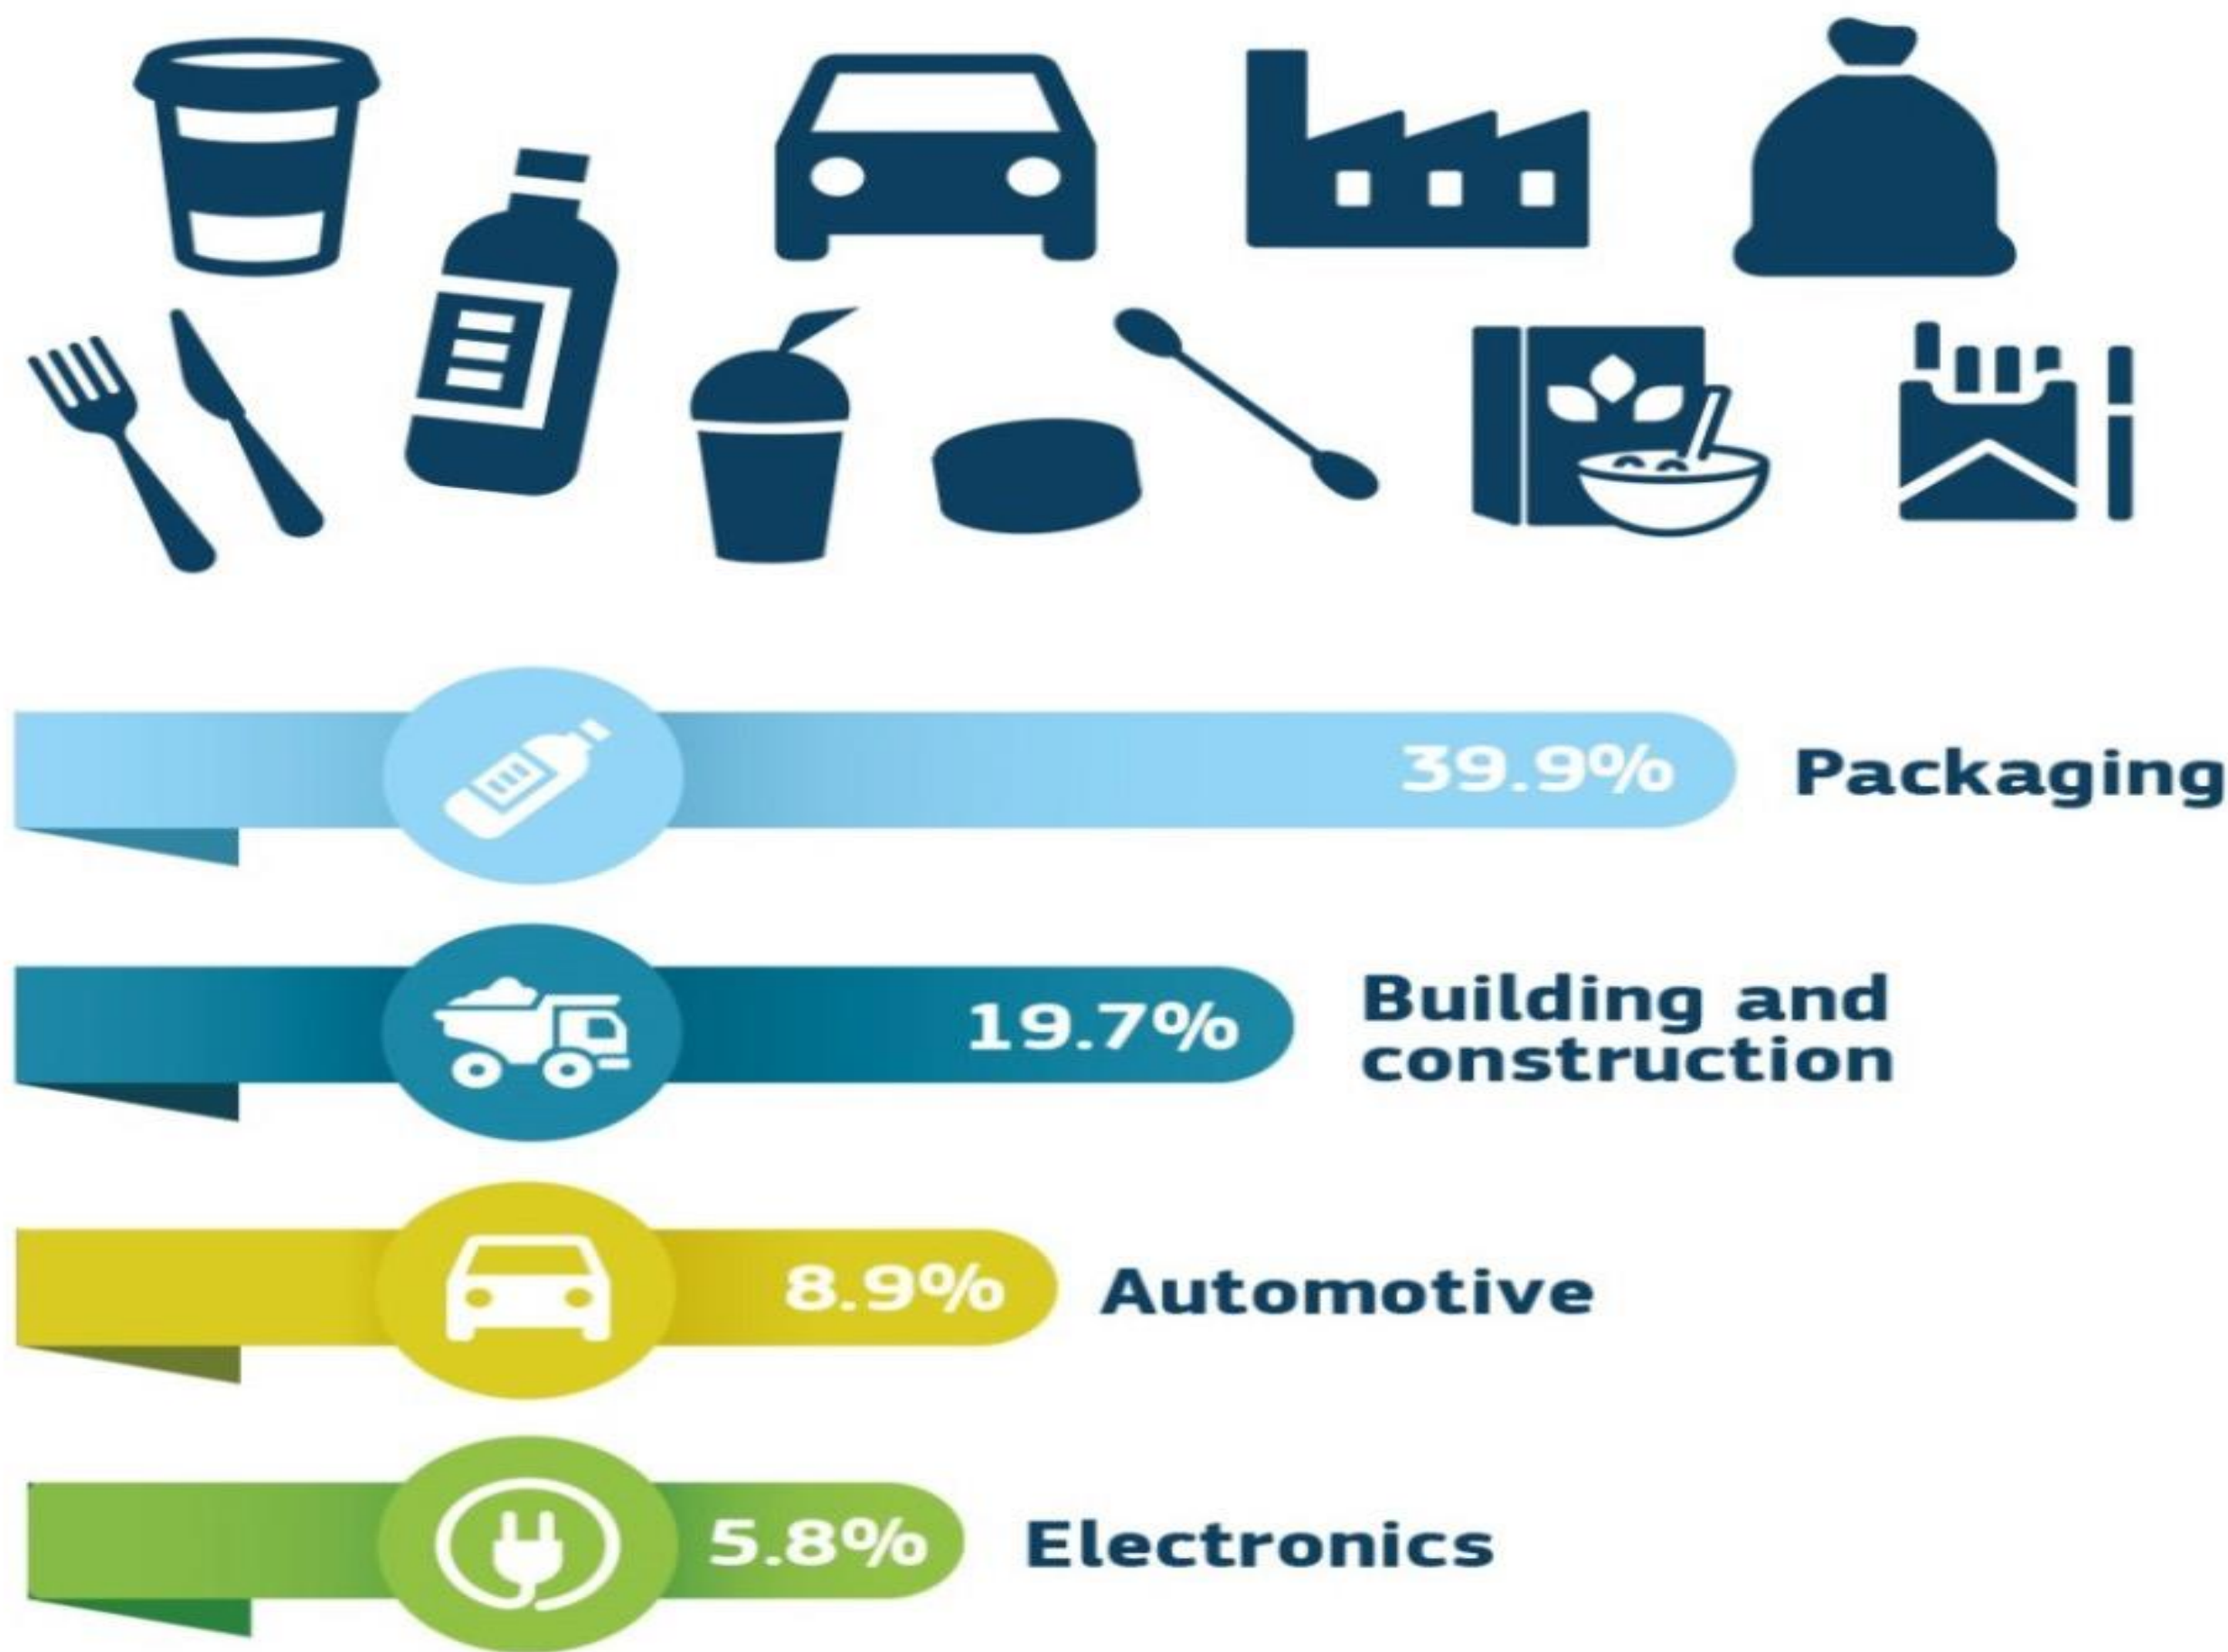 39.9% Packaging
19.7% Building and
construction
8.9% Automotive
5.8% Electronics